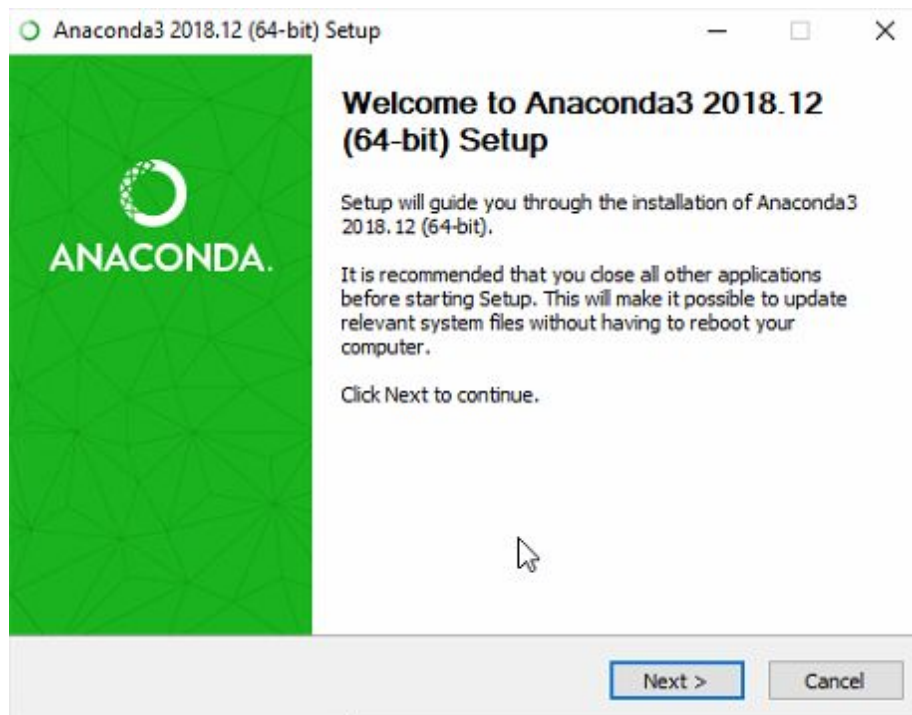 Anaconda3 2018.12 (64-bit) Setup
ANACONDA.
Welcome to Anaconda3 2018.12
(64-bit) Setup
Setup will guide you through the installation of Anaconda3
2018.12 (64-bit).
It is recommended that you close all other applications
before starting Setup. This will make it possible to update
relevant system files without having to reboot your
computer.
Click Next to continue.
Next >
Cancel